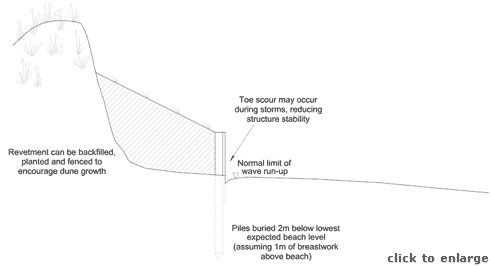 Toe scour may occur
during storms, reducing
structure stability
Revetment can be backfilled,
planted and fenced to
encourage dune growth
Normal limit of
wave run-up
Piles buried 2m below lowest
expected beach level
(assuming 1m of breastwork
above beach)
click to enlarge